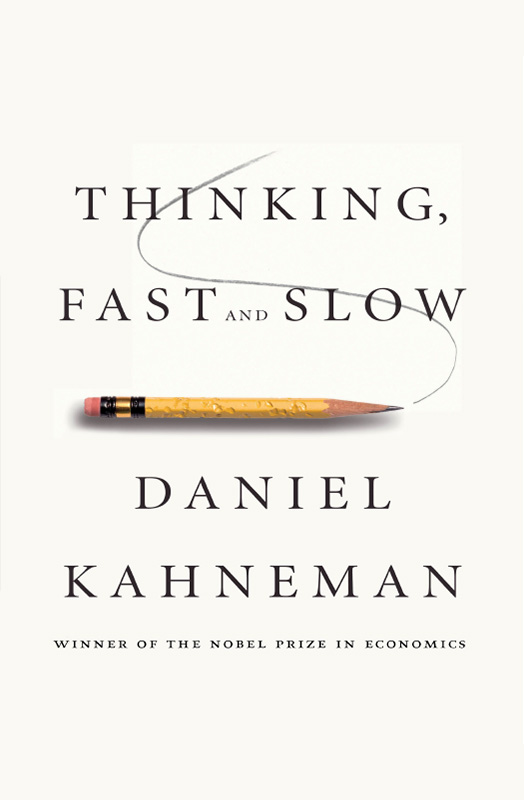 THINKING,
FAST AND SLOW
DANIEL
KAHNEMAN
WINNER OF THE NOBEL PRIZE IN ECONOMICS